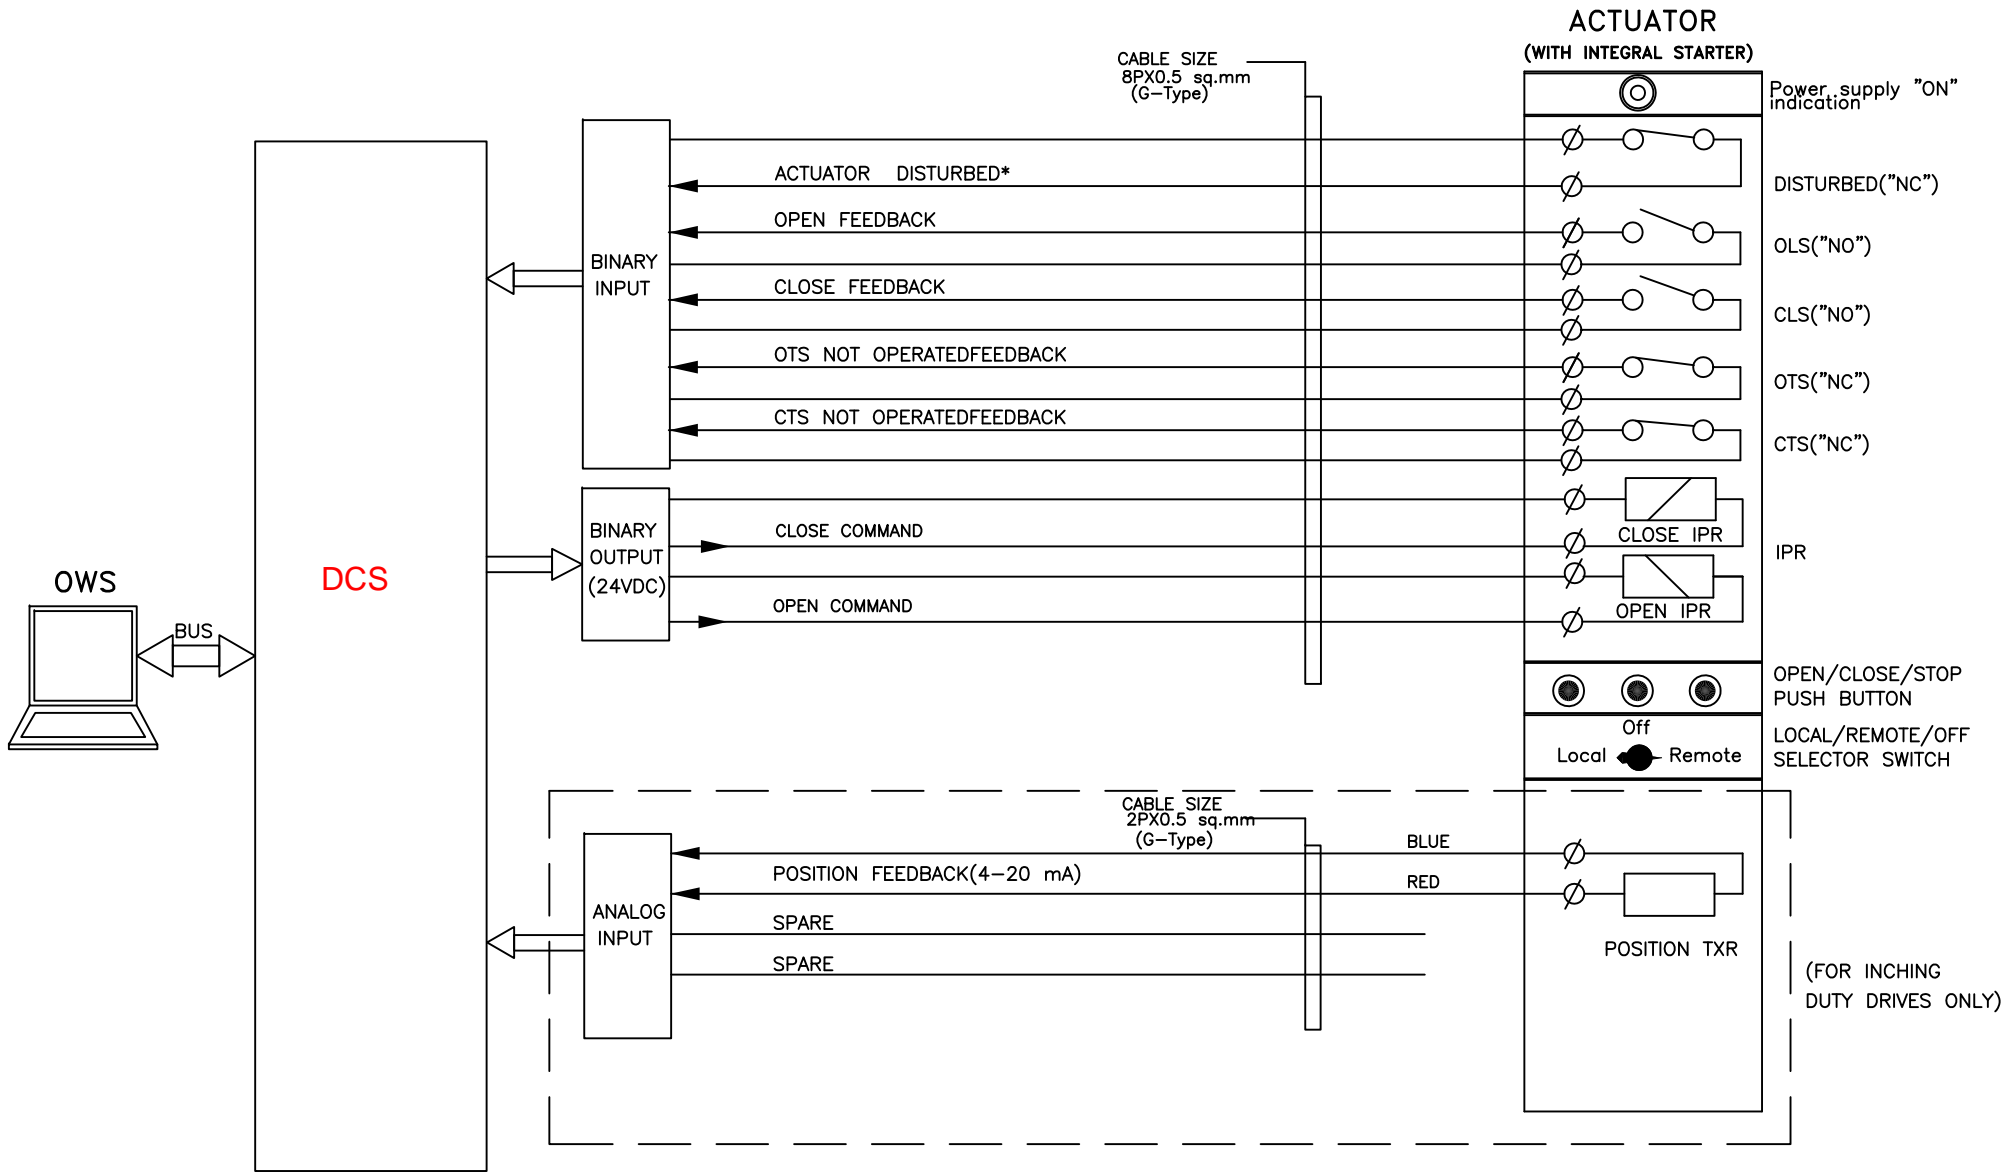 ACTUATOR
(WITH INTEGRAL STARTER)
CABLE SIZE
8PX0.5 sq.mm
(G-Type)
Power supply "ON"
indication
ACTUATOR DISTURBED*
DISTURBED("NC")
OPEN FEEDBACK
OLS("NO")
BINARY
INPUT
CLOSE FEEDBACK
CLS("NO")
OTS NOT OPERATEDFEEDBACK
OTS("NC")
CTS NOT OPERATEDFEEDBACK
CTS("NC")
BINARY
OUTPUT
(24VDC)
CLOSE COMMAND
CLOSE IPR
IPR
OPEN COMMAND
OPEN IPR
OWS
DCS
BUS
OPEN/CLOSE/STOP
PUSH BUTTON
Off
Local Remote
LOCAL/REMOTE/OFF
SELECTOR SWITCH
CABLE SIZE
2PX0.5 sq.mm
(G-Type)
BLUE
POSITION FEEDBACK(4-20 mA)
RED
ANALOG
INPUT
SPARE
SPARE
POSITION TXR
(FOR INCHING
DUTY DRIVES ONLY)